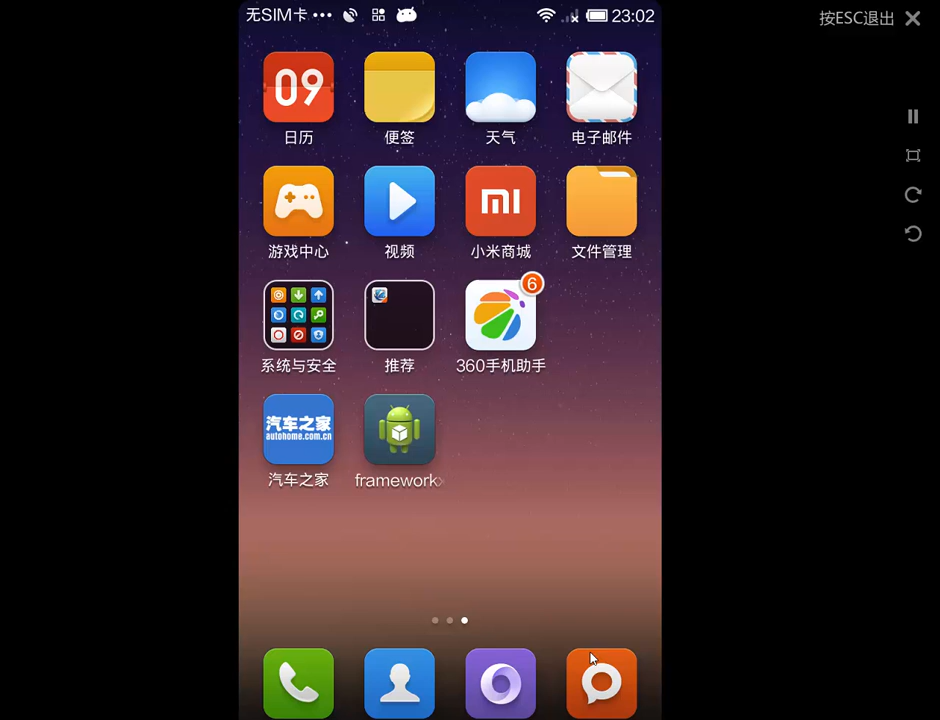 无SIM卡 ••• 23:02
按ESC退出
09
日历 便签 天气 电子邮件
游戏中心 视频 小米商城 文件管理
6
系统与安全 推荐 360手机助手
汽车之家
autohome.com.cn
汽车之家 framework